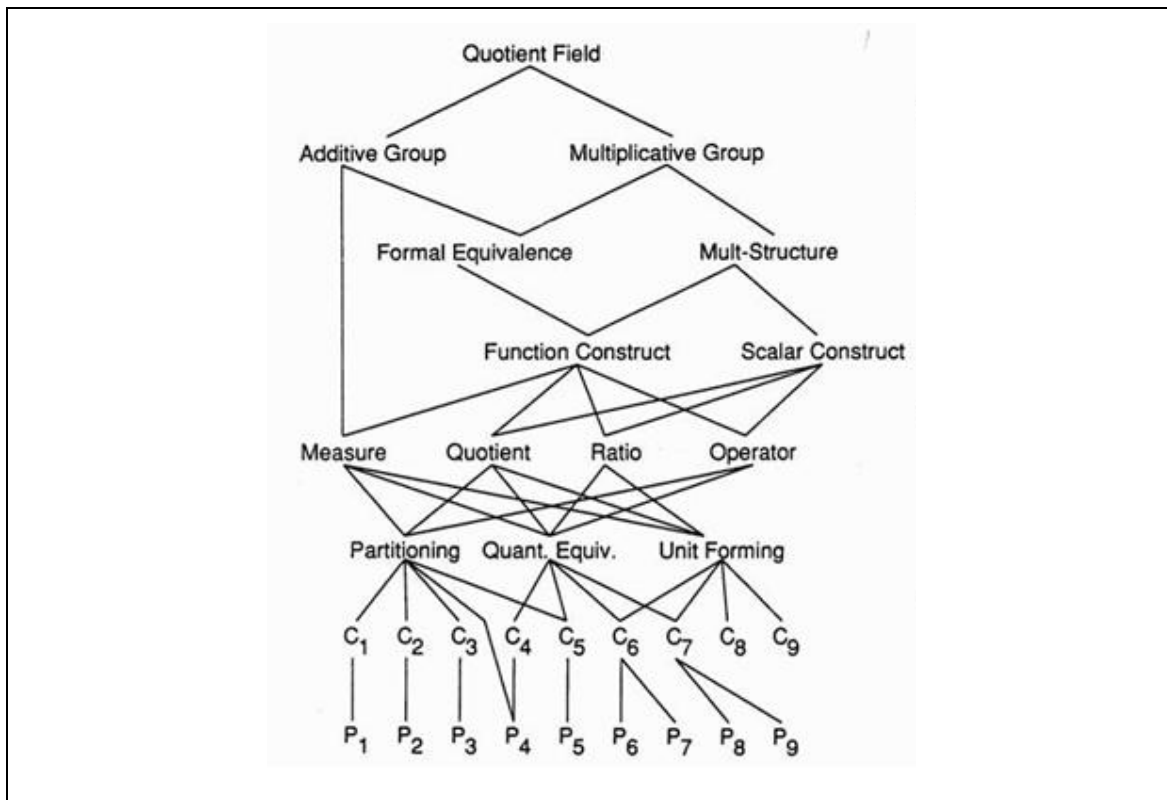 Quotient Field
Additive Group Multiplicative Group
Formal Equivalence Mult-Structure
Function Construct Scalar Construct
Measure Quotient Ratio Operator
Partitioning Quant. Equiv. Unit Forming
C1 C2 C3 C4 C5 C6 C7 C8 C9
P1 P2 P3 P4 P5 P6 P7 P8 P9